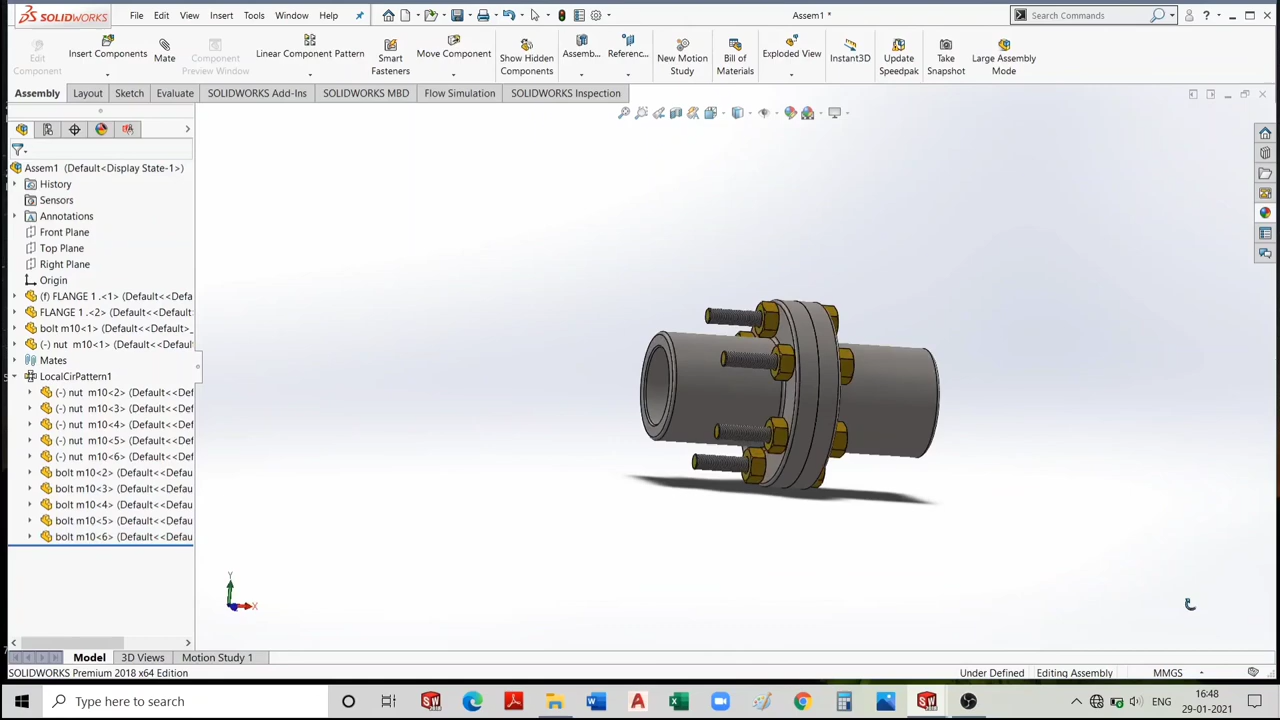 SOLIDWORKS File Edit View Insert Tools Window Help Assem1 * Search Commands ?
Edit Component
Insert Components
Mate
Component Preview Window
Linear Component Pattern
Smart Fasteners
Move Component
Show Hidden Components
Assemb...
Referenc...
New Motion Study
Bill of Materials
Exploded View
Instant3D
Update Speedpak
Take Snapshot
Large Assembly Mode
Assembly Layout Sketch Evaluate SOLIDWORKS Add-Ins SOLIDWORKS MBD Flow Simulation SOLIDWORKS Inspection
Assem1 (Default<Display State-1>)
History
Sensors
Annotations
Front Plane
Top Plane
Right Plane
Origin
(f) FLANGE 1 .<1> (Default<<Defa
FLANGE 1 .<2> (Default<<Default>
bolt m10<1> (Default<<Default>_
(-) nut m10<1> (Default<<Default
Mates
LocalCirPattern1
(-) nut m10<2> (Default<<Def
(-) nut m10<3> (Default<<Def
(-) nut m10<4> (Default<<Def
(-) nut m10<5> (Default<<Def
(-) nut m10<6> (Default<<Def
bolt m10<2> (Default<<Defau
bolt m10<3> (Default<<Defau
bolt m10<4> (Default<<Defau
bolt m10<5> (Default<<Defau
bolt m10<6> (Default<<Defau
Y
X
Model 3D Views Motion Study 1
SOLIDWORKS Premium 2018 x64 Edition Under Defined Editing Assembly MMGS
Type here to search ENG 16:48
29-01-2021